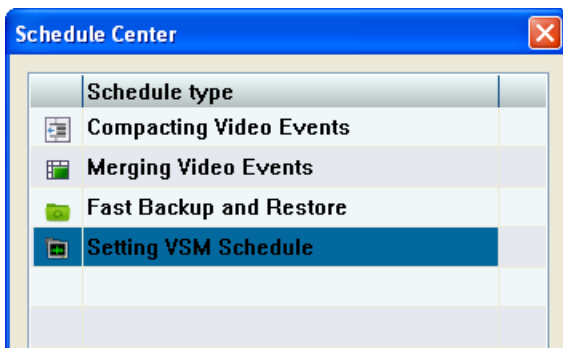 Schedule Center
Schedule type
Compacting Video Events
Merging Video Events
Fast Backup and Restore
Setting VSM Schedule